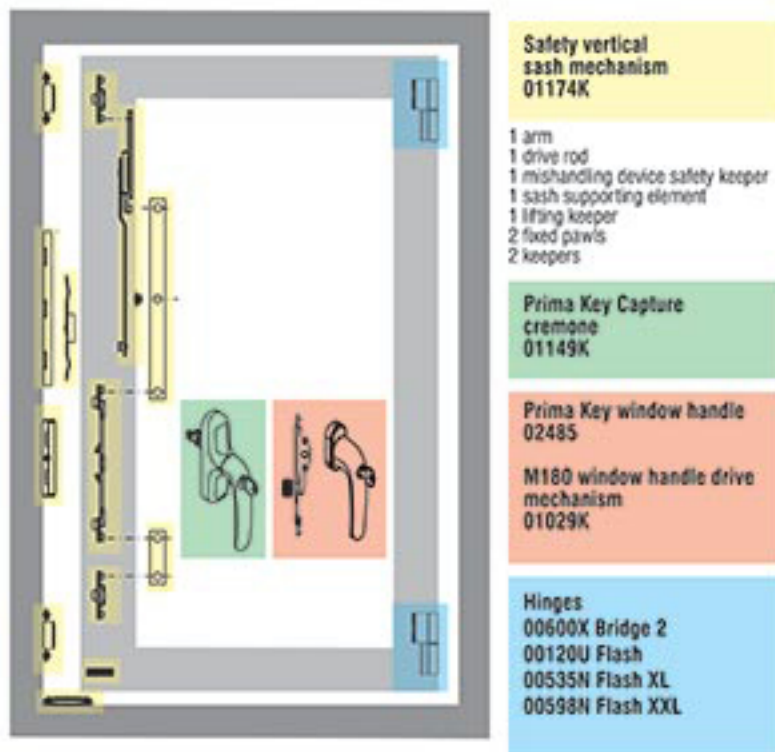 Safety vertical
sash mechanism
01174K
1 arm
1 drive rod
1 mishandling device safety keeper
1 sash supporting element
1 lifting keeper
2 fixed pawls
2 keepers
Prima Key Capture
cremone
01149K
Prima Key window handle
02485
M180 window handle drive
mechanism
01029K
Hinges
00600X Bridge 2
00120U Flash
00535N Flash XL
00598N Flash XXL